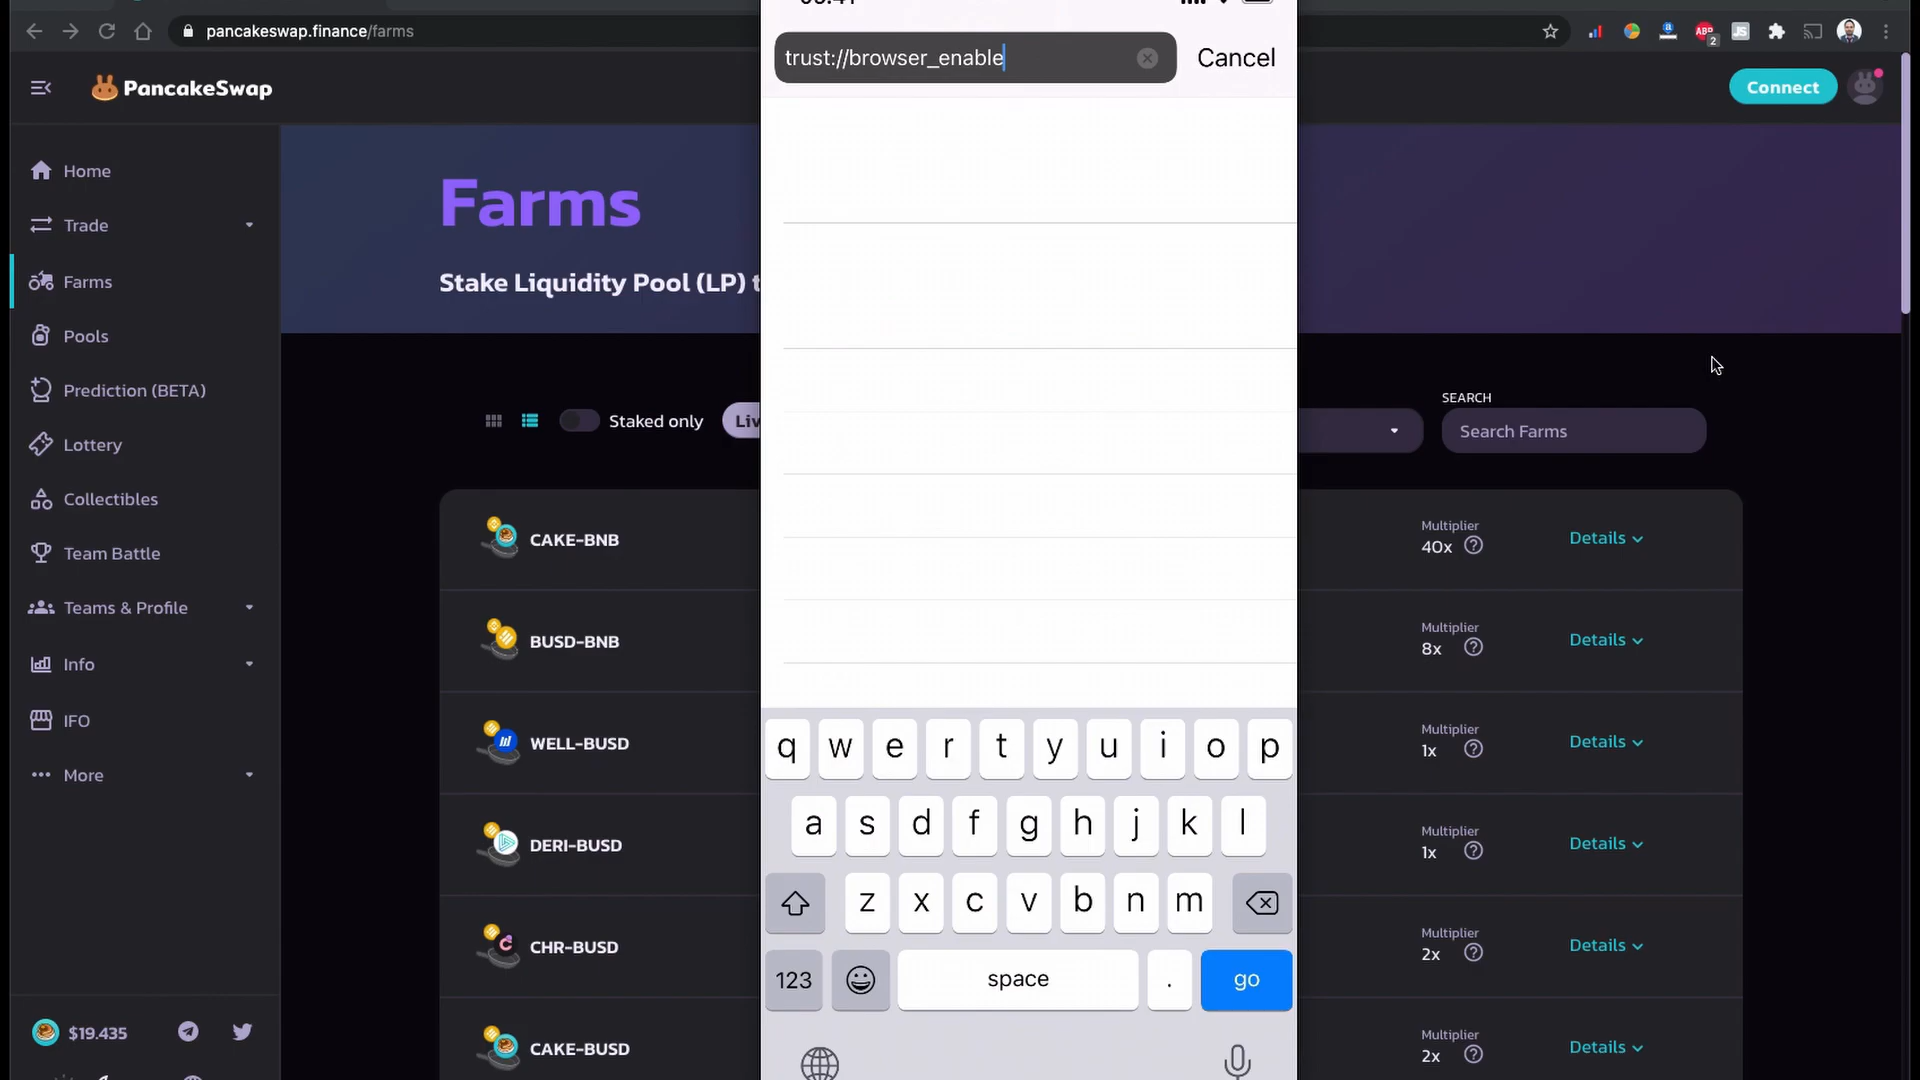 pancakeswap.finance/farms
trust://browser_enable
Cancel
PancakeSwap
Connect
Home
Trade
Farms
Pools
Prediction (BETA)
Lottery
Collectibles
Team Battle
Teams & Profile
Info
IFO
More
$19.435
Farms
Stake Liquidity Pool (LP) t
Staked only
Liv
SEARCH
Search Farms
CAKE-BNB
Multiplier
40x
Details
BUSD-BNB
Multiplier
8x
Details
WELL-BUSD
Multiplier
1x
Details
DERI-BUSD
Multiplier
1x
Details
CHR-BUSD
Multiplier
2x
Details
CAKE-BUSD
Multiplier
2x
Details
q w e r t y u i o p
a s d f g h j k l
z x c v b n m
123 space . go
ABP
2
JS
a